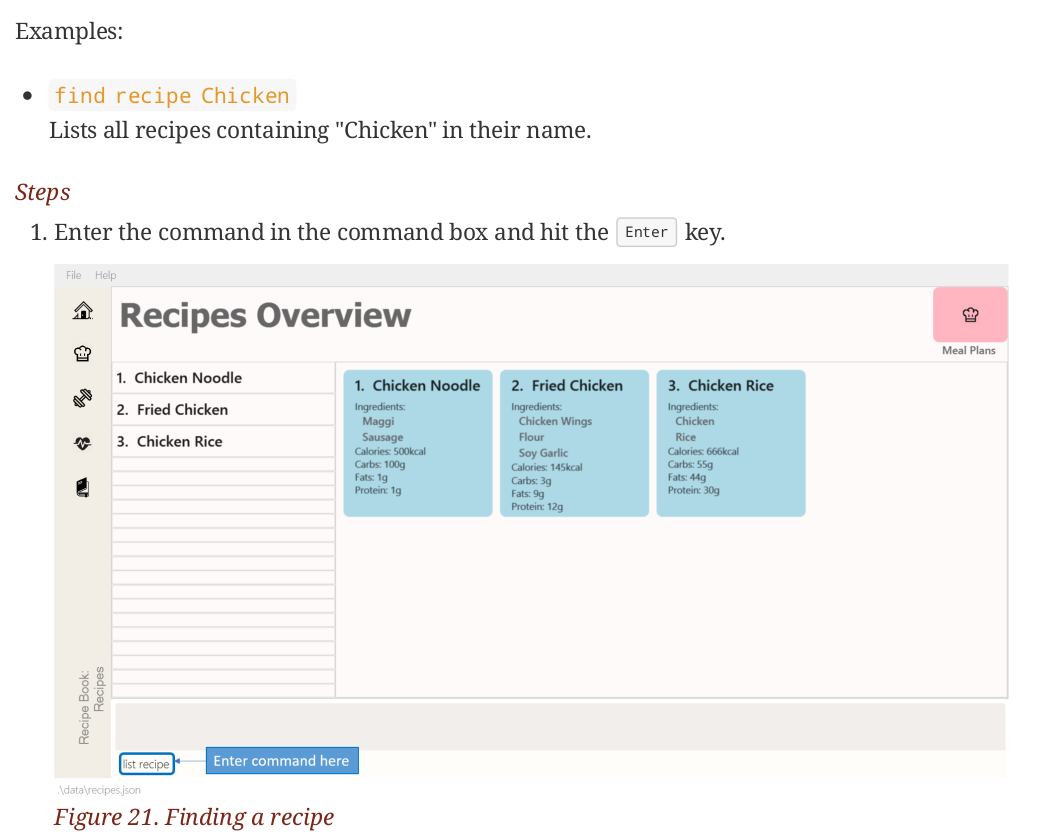 Examples:
find recipe Chicken
Lists all recipes containing "Chicken" in their name.
Steps
1. Enter the command in the command box and hit the Enter key.
File Help
Recipes Overview
Meal Plans
1. Chicken Noodle
2. Fried Chicken
3. Chicken Rice
1. Chicken Noodle
Ingredients:
Maggi
Sausage
Calories: 500kcal
Carbs: 100g
Fats: 1g
Protein: 1g
2. Fried Chicken
Ingredients:
Chicken Wings
Flour
Soy Garlic
Calories: 145kcal
Carbs: 3g
Fats: 9g
Protein: 12g
3. Chicken Rice
Ingredients:
Chicken
Rice
Calories: 666kcal
Carbs: 55g
Fats: 44g
Protein: 30g
Recipe Book:
Recipes
list recipe
Enter command here
.\data\recipes.json
Figure 21. Finding a recipe